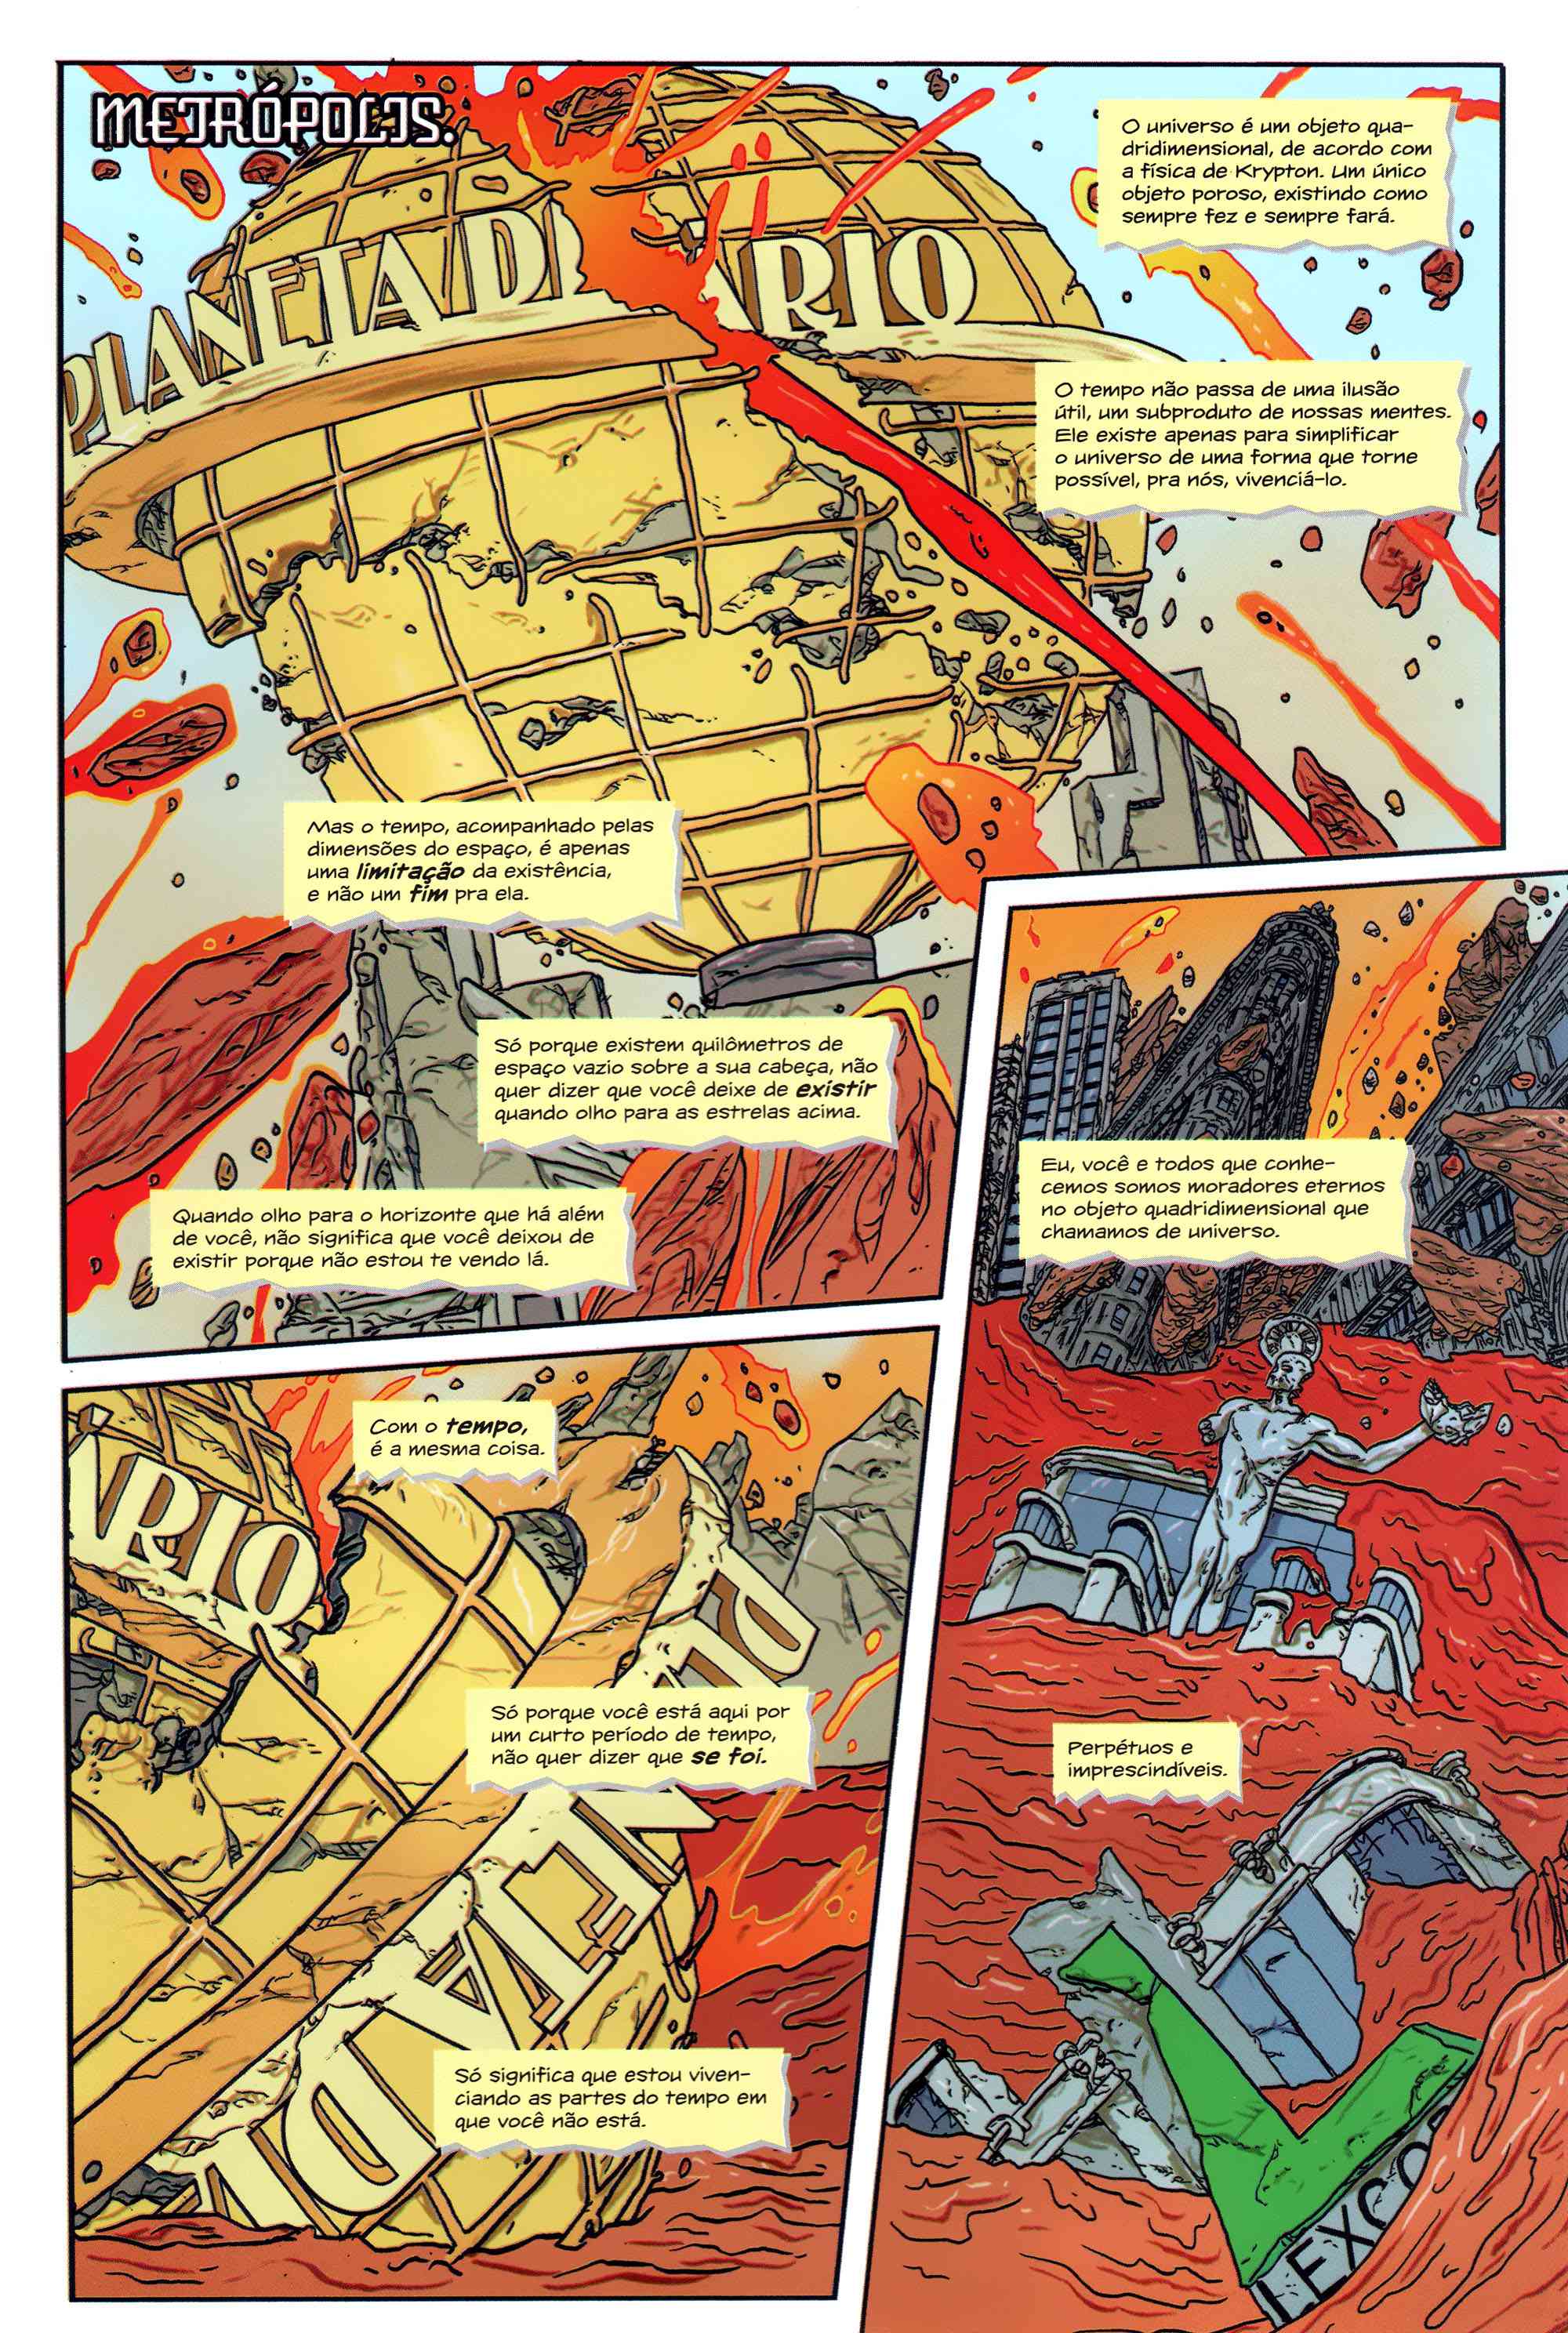 METRÓPOLIS.
O universo é um objeto qua-
dridimensional, de acordo com
a física de Krypton. Um único
objeto poroso, existindo como
sempre fez e sempre fará.
PLANETA DIÁRIO
O tempo não passa de uma ilusão
útil, um subproduto de nossas mentes.
Ele existe apenas para simplificar
o universo de uma forma que torne
possível, pra nós, vivenciá-lo.
Mas o tempo, acompanhado pelas
dimensões do espaço, é apenas
uma limitação da existência,
e não um fim pra ela.
Só porque existem quilômetros de
espaço vazio sobre a sua cabeça, não
quer dizer que você deixe de existir
quando olho para as estrelas acima.
Quando olho para o horizonte que há além
de você, não significa que você deixou de
existir porque não estou te vendo lá.
Com o tempo,
é a mesma coisa.
ÁRIO
PL
Só porque você está aqui por
um curto período de tempo,
não quer dizer que se foi.
NETA D
Só significa que estou viven-
ciando as partes do tempo em
que você não está.
Eu, você e todos que conhe-
cemos somos moradores eternos
no objeto quadridimensional que
chamamos de universo.
Perpétuos e
imprescindíveis.
LEXCO